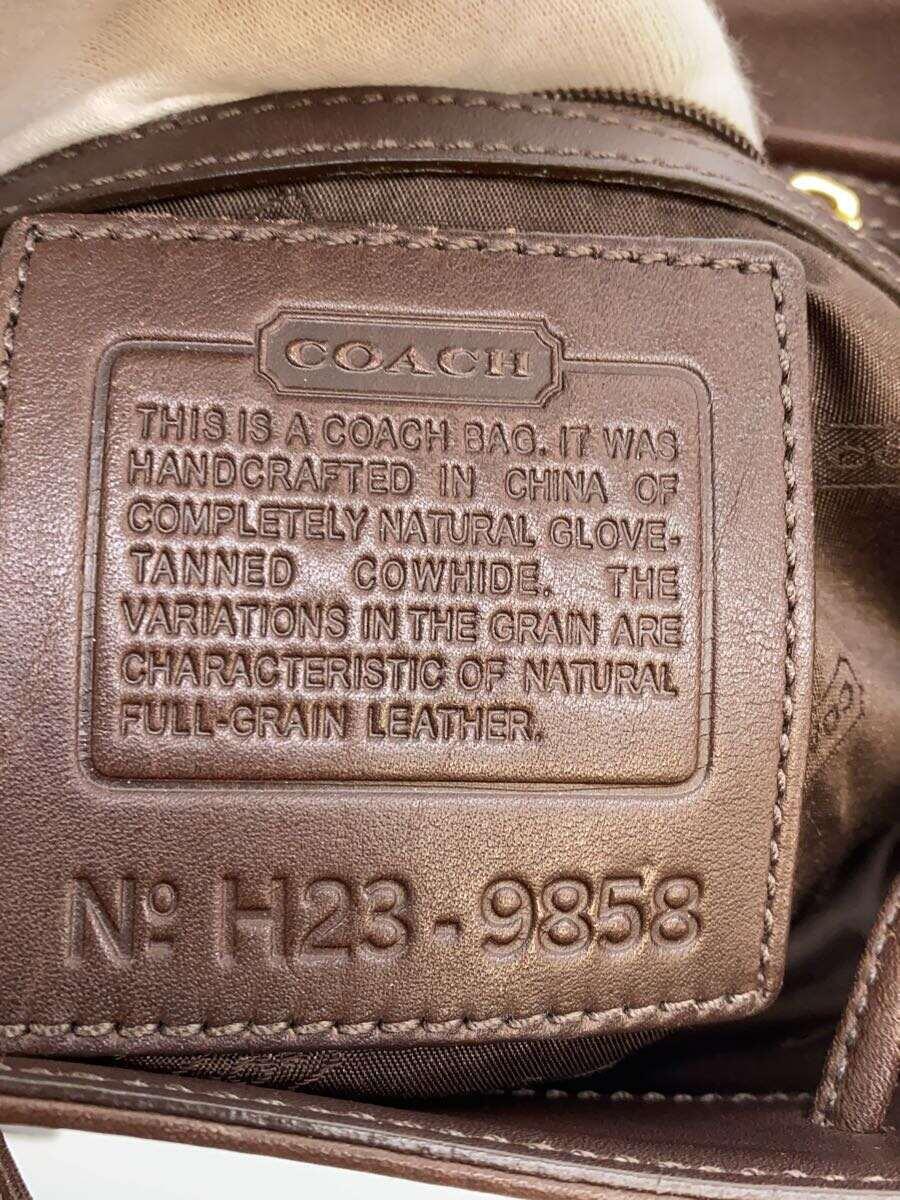 COACH
THIS IS A COACH BAG. IT WAS
HANDCRAFTED IN CHINA OF
COMPLETELY NATURAL GLOVE-
TANNED COWHIDE. THE
VARIATIONS IN THE GRAIN ARE
CHARACTERISTIC OF NATURAL
FULL-GRAIN LEATHER.
Nº H23-9858